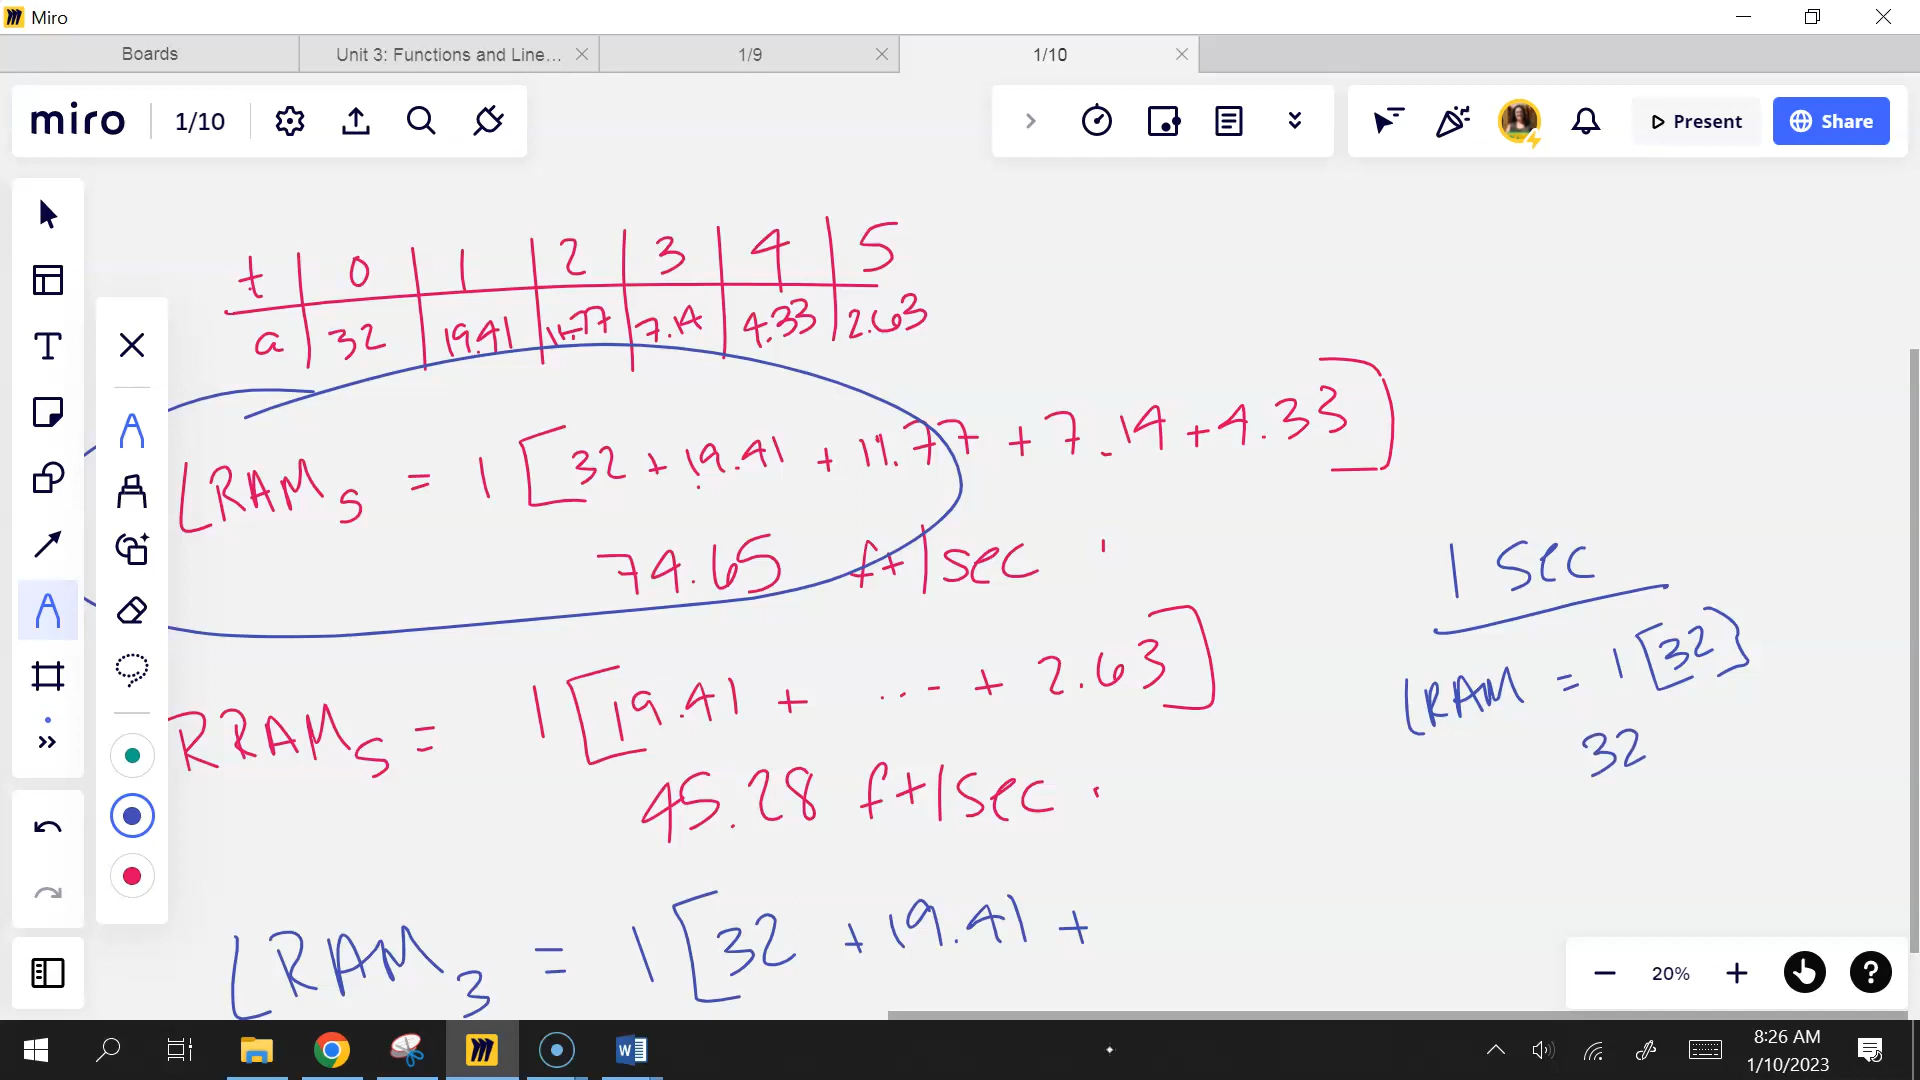 Miro
Boards
Unit 3: Functions and Line...
1/9
1/10
miro
1/10
Present
Share
t 0 1 2 3 4 5
a 32 19.41 11.77 7.14 4.33 2.63
LRAM5 = 1 [32 + 19.41 + 11.77 + 7.14 + 4.33]
74.65 ft/sec
RRAM5 = 1 [19.41 + ... + 2.63]
45.28 ft/sec .
LRAM3 = 1 [32 + 19.41 +
1 sec
LRAM = 1 [32]
32
20%
8:26 AM
1/10/2023